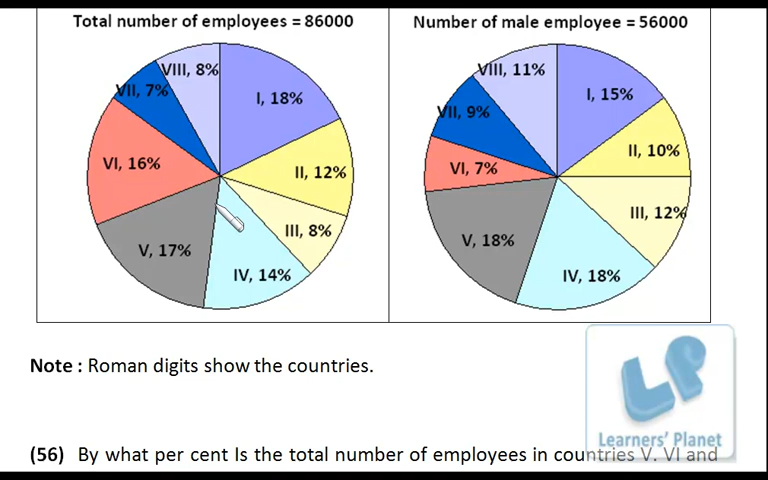 Total number of employees = 86000
Number of male employee = 56000
VIII, 8%
VII, 7%
I, 18%
VI, 16%
II, 12%
III, 8%
V, 17%
IV, 14%
VIII, 11%
I, 15%
VII, 9%
II, 10%
VI, 7%
III, 12%
V, 18%
IV, 18%
Note : Roman digits show the countries.
LP
Learners' Planet
(56) By what per cent Is the total number of employees in countries V. VI and